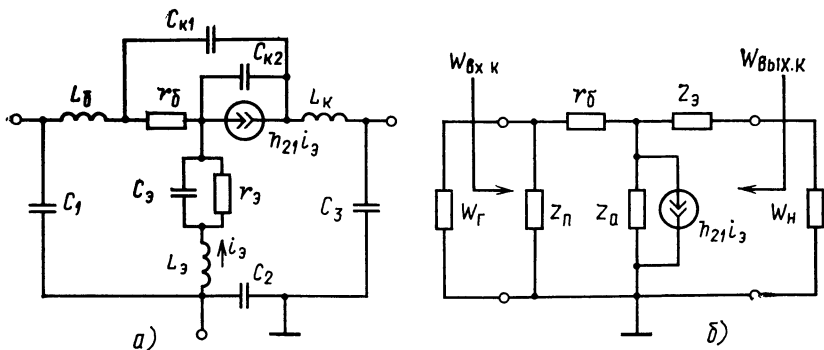 Cк1
Cк2
Wвх.к
Wвых.к
Lб
rб
Lк
rб
Zэ
h21iэ
C1
Cэ
rэ
C3
Wг
Zп
Zа
h21iэ
Wн
Lэ
iэ
C2
а)
б)